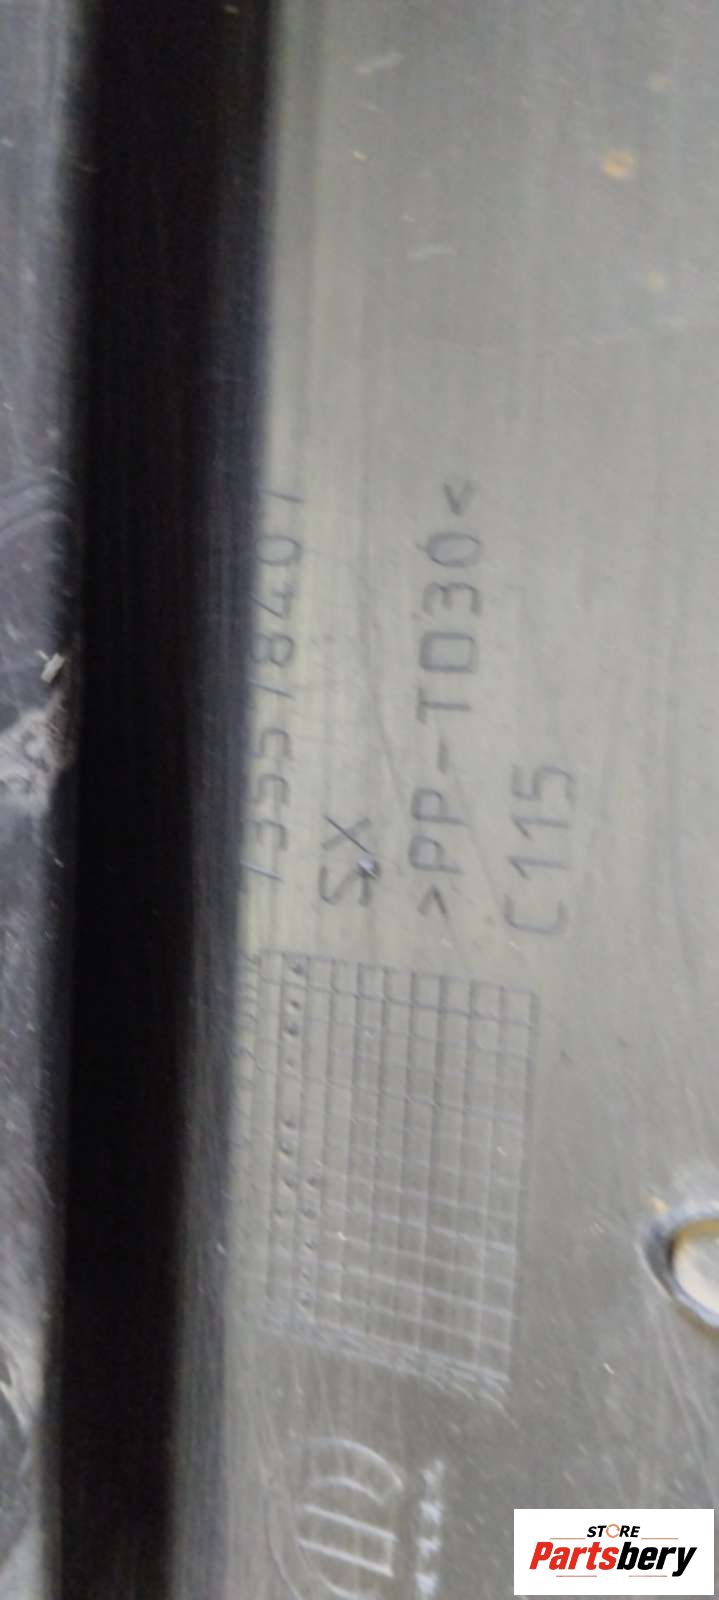 735578407
SX
>PP-TD30<
C115
STORE
Partsbery